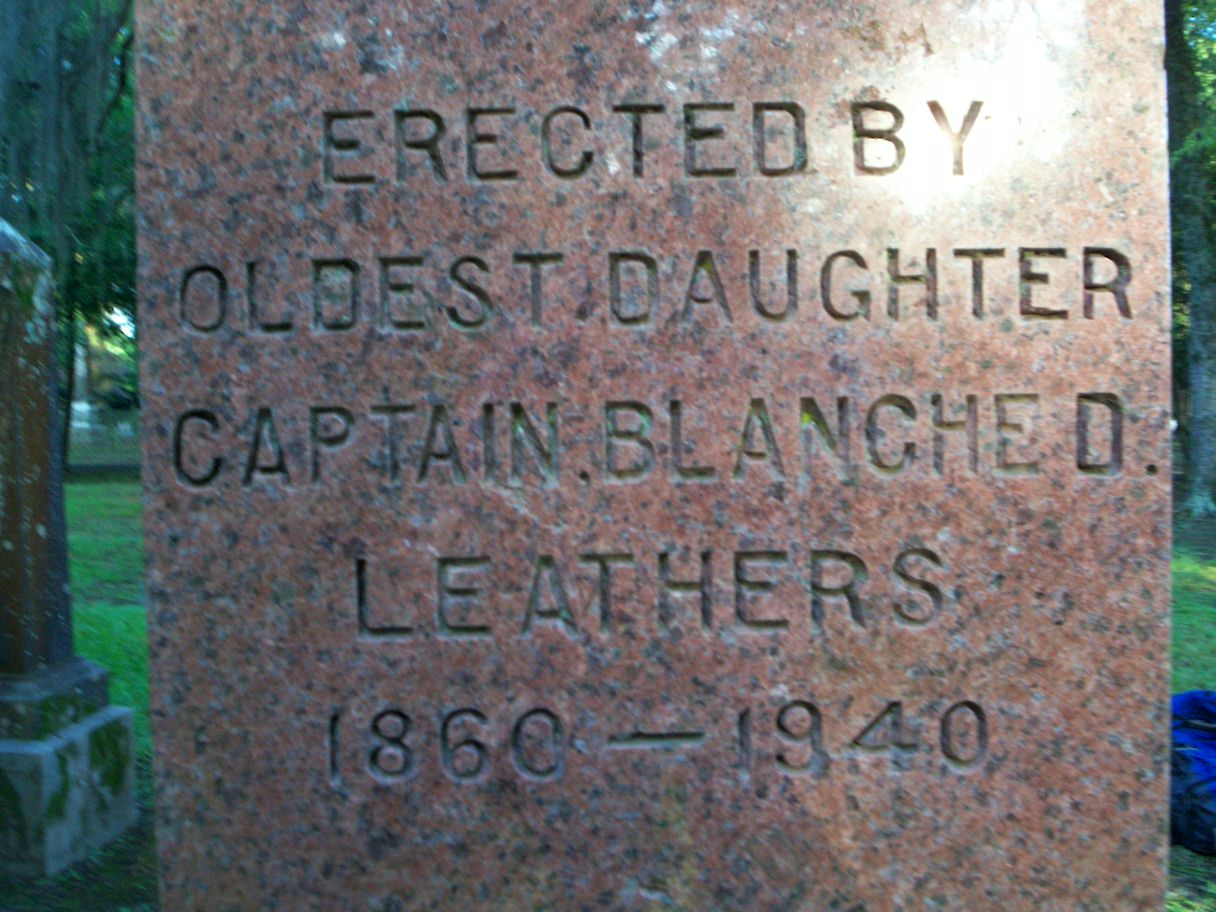 ERECTED BY
OLDEST DAUGHTER
CAPTAIN. BLANCHE D.
LEATHERS
1860 — 1940